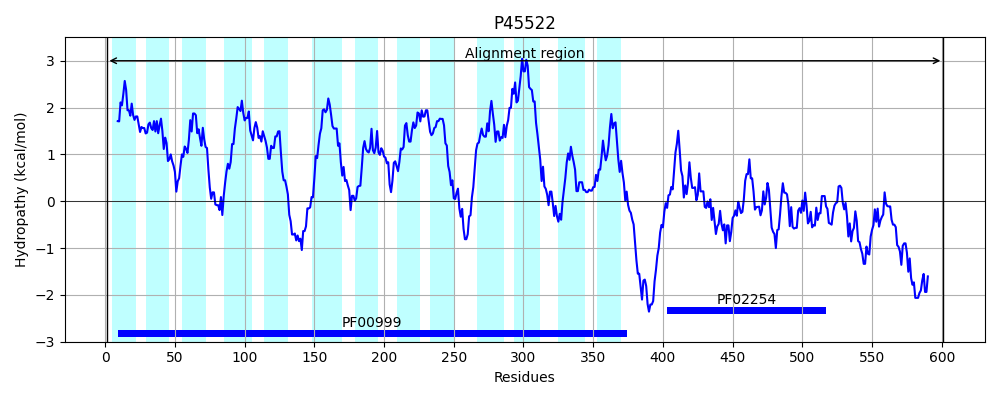 P45522
Alignment region
Hydropathy (kcal/mol)
3
2
1
0
−1
−2
−3
PF02254
PF00999
0 50 100 150 200 250 300 350 400 450 500 550 600
Residues